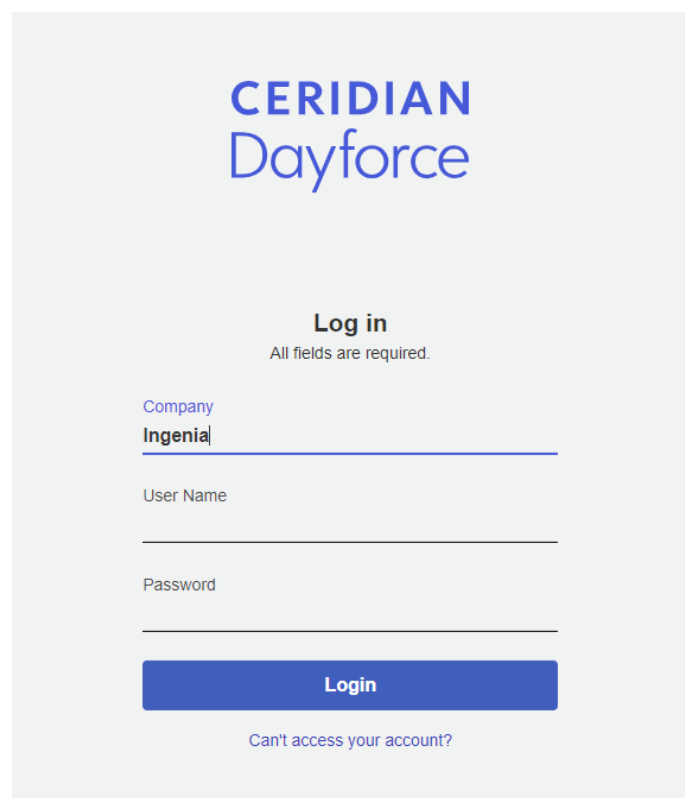 CERIDIAN
Dayforce
Log in
All fields are required.
Company
Ingenia
User Name
Password
Login
Can't access your account?